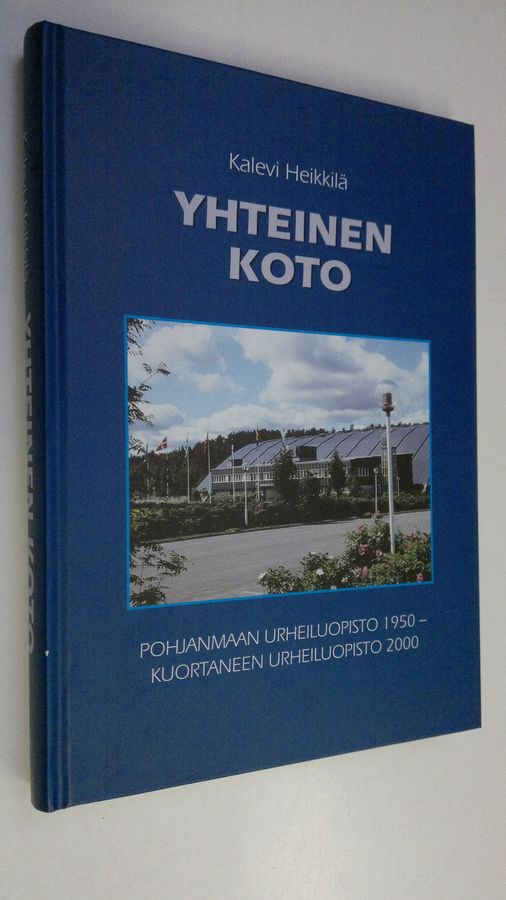 Kalevi Heikkilä
YHTEINEN
KOTO
POHJANMAAN URHEILUOPISTO 1950 –
KUORTANEEN URHEILUOPISTO 2000
YHTEINEN KOTO